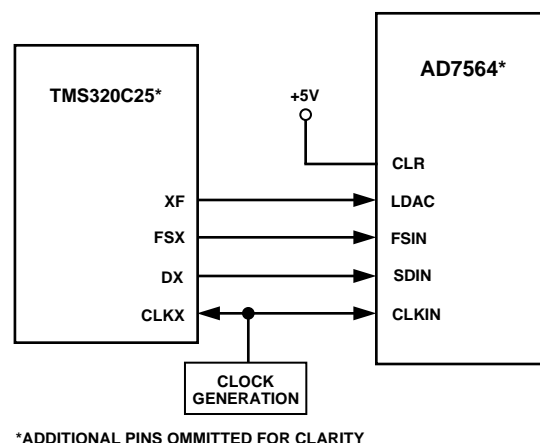 TMS320C25*
AD7564*
+5V
CLR
XF
LDAC
FSX
FSIN
DX
SDIN
CLKX
CLKIN
CLOCK
GENERATION
*ADDITIONAL PINS OMMITTED FOR CLARITY